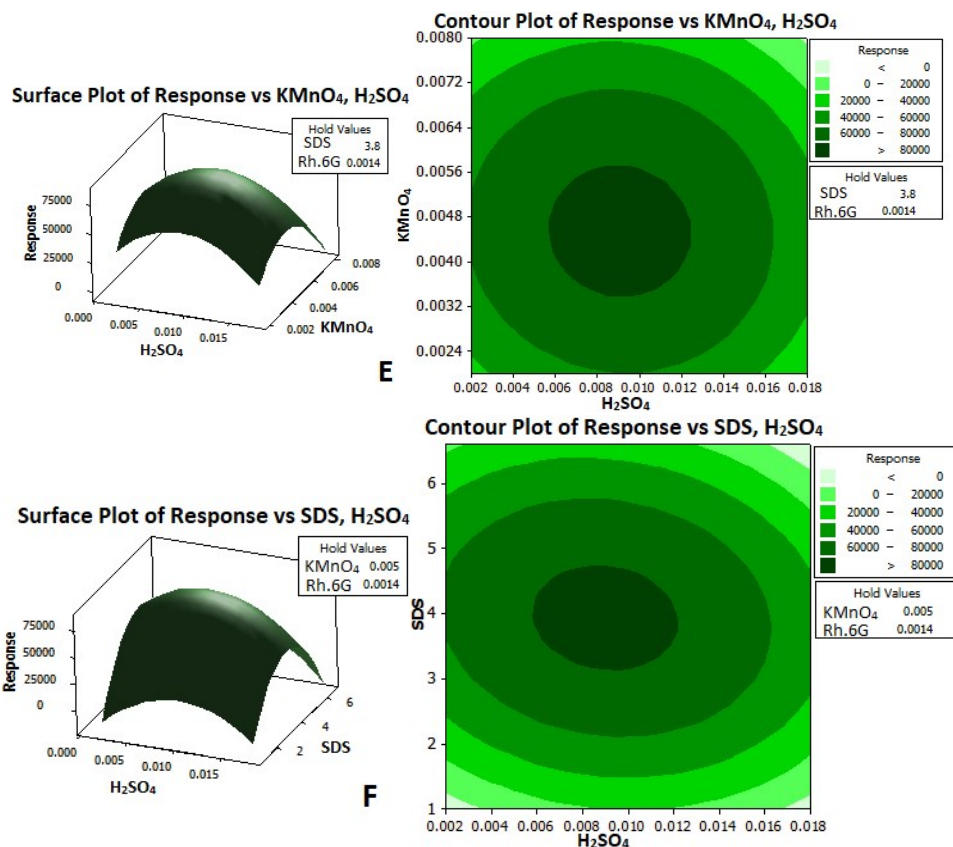 Contour Plot of Response vs KMnO₄, H₂SO₄
Surface Plot of Response vs KMnO₄, H₂SO₄
Hold Values
SDS 3.8
Rh.6G 0.0014
75000
50000
25000
0
Response
0.000
0.005
0.010
0.015
H₂SO₄
0.002
0.004
0.006
0.008
KMnO₄
E
0.0080
0.0072
0.0064
0.0056
0.0048
0.0040
0.0032
0.0024
KMnO₄
0.002 0.004 0.006 0.008 0.010 0.012 0.014 0.016 0.018
H₂SO₄
Response
< 0
0 – 20000
20000 – 40000
40000 – 60000
60000 – 80000
> 80000
Hold Values
SDS 3.8
Rh.6G 0.0014
Contour Plot of Response vs SDS, H₂SO₄
Surface Plot of Response vs SDS, H₂SO₄
Hold Values
KMnO₄ 0.005
Rh.6G 0.0014
75000
50000
25000
0
Response
0.000
0.005
0.010
0.015
H₂SO₄
2
4
6
SDS
F
6
5
4
3
2
1
SDS
0.002 0.004 0.006 0.008 0.010 0.012 0.014 0.016 0.018
H₂SO₄
Response
< 0
0 – 20000
20000 – 40000
40000 – 60000
60000 – 80000
> 80000
Hold Values
KMnO₄ 0.005
Rh.6G 0.0014